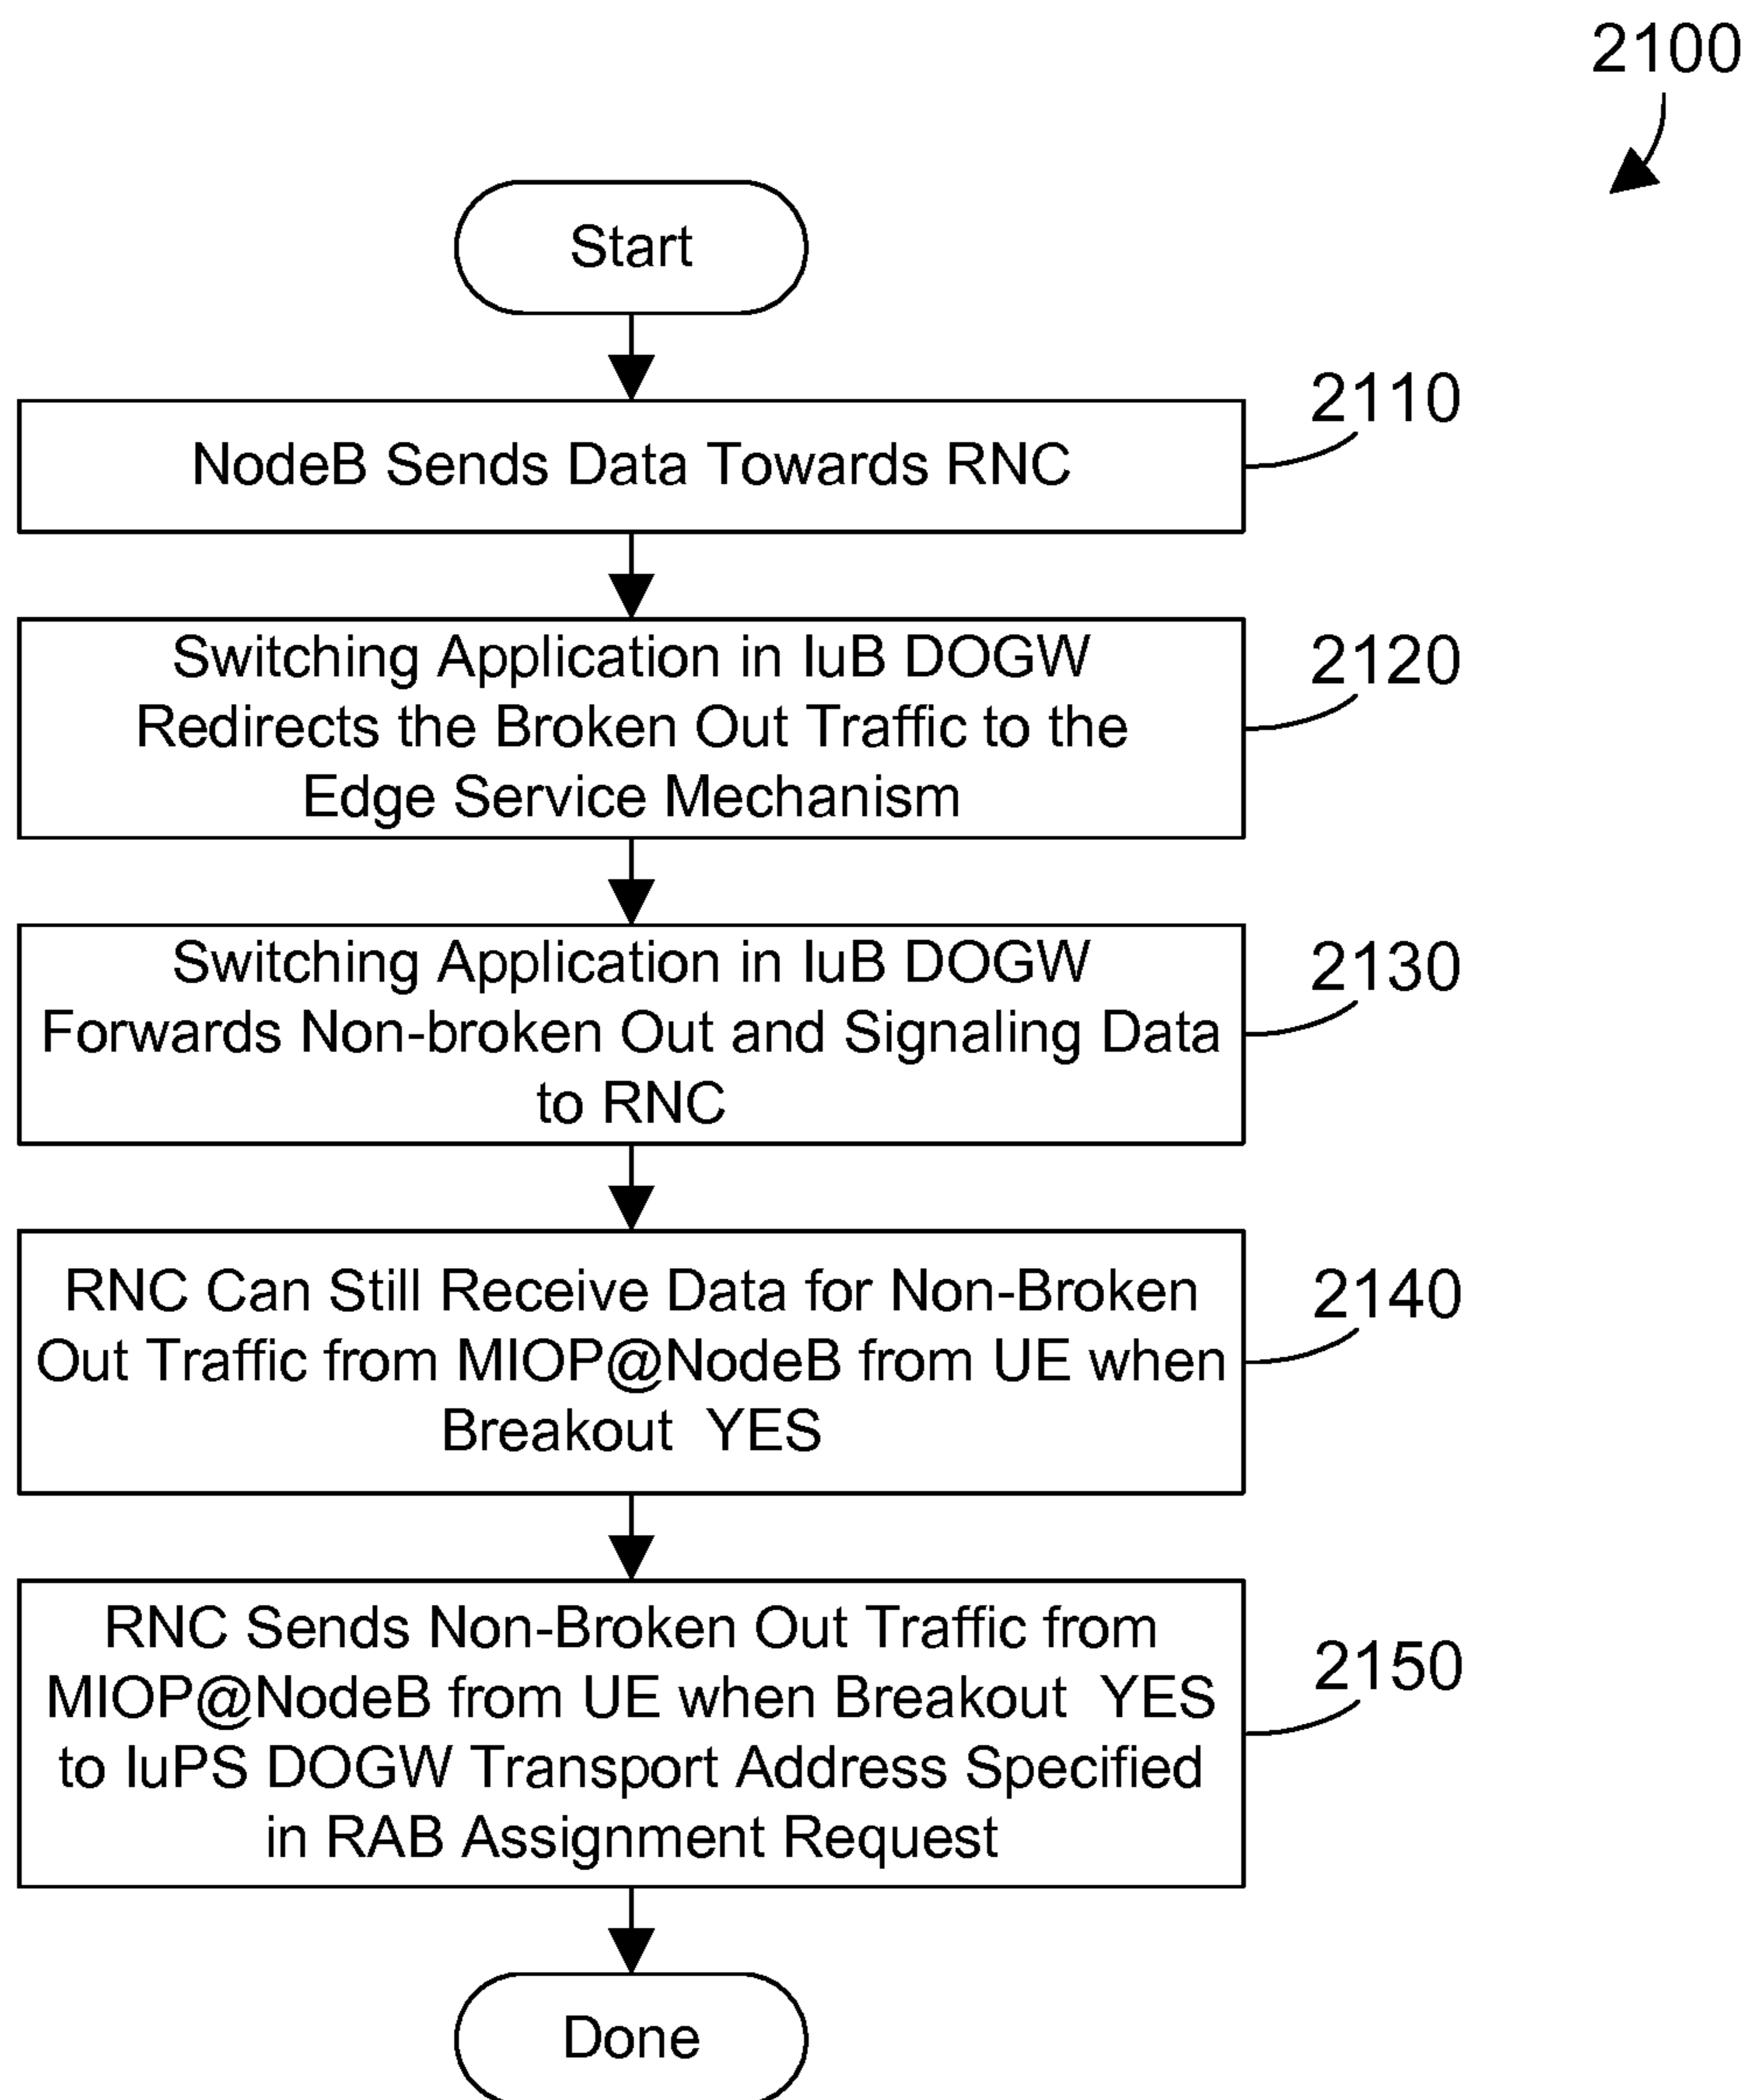 2100
Start
NodeB Sends Data Towards RNC
2110
Switching Application in IuB DOGW
Redirects the Broken Out Traffic to the
Edge Service Mechanism
2120
Switching Application in IuB DOGW
Forwards Non-broken Out and Signaling Data
to RNC
2130
RNC Can Still Receive Data for Non-Broken
Out Traffic from MIOP@NodeB from UE when
Breakout YES
2140
RNC Sends Non-Broken Out Traffic from
MIOP@NodeB from UE when Breakout YES
to IuPS DOGW Transport Address Specified
in RAB Assignment Request
2150
Done